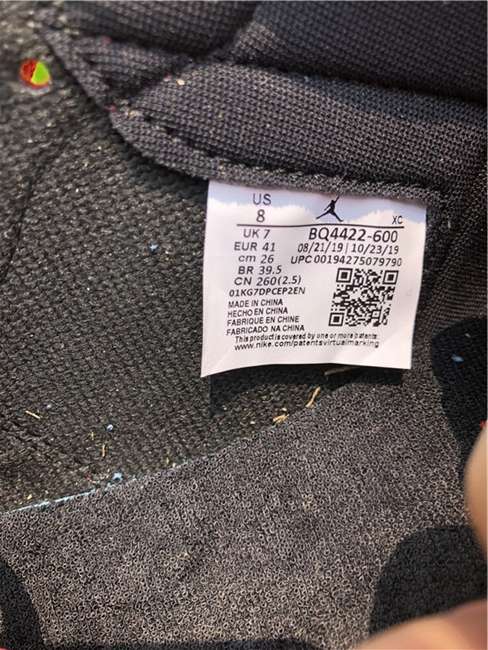 US
8
XC
UK 7
BQ4422-600
EUR 41
08/21/19 | 10/23/19
cm 26
UPC 00194275079790
BR 39.5
CN 260(2.5)
01KG7DPCEP2EN
MADE IN CHINA
HECHO EN CHINA
FABRIQUE EN CHINE
FABRICADO NA CHINA
This product is covered by one or more patents.
www.nike.com/patentsvirtualmarking